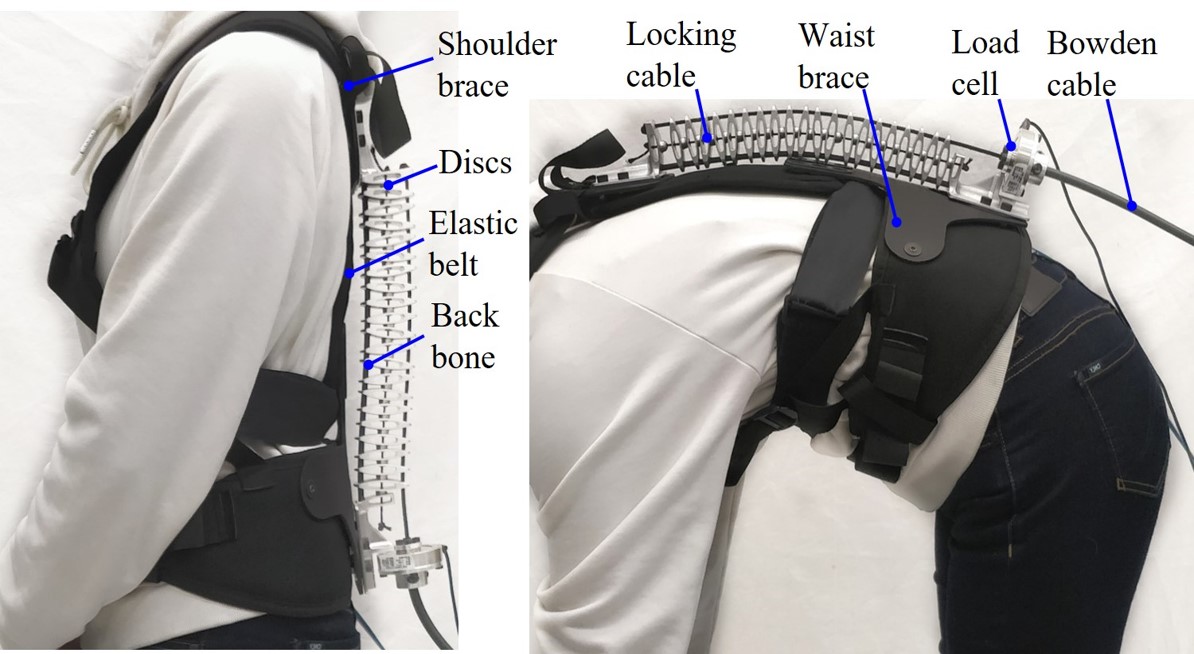 Shoulder
brace
Discs
Elastic
belt
Back
bone
Locking
cable
Waist
brace
Load
cell
Bowden
cable